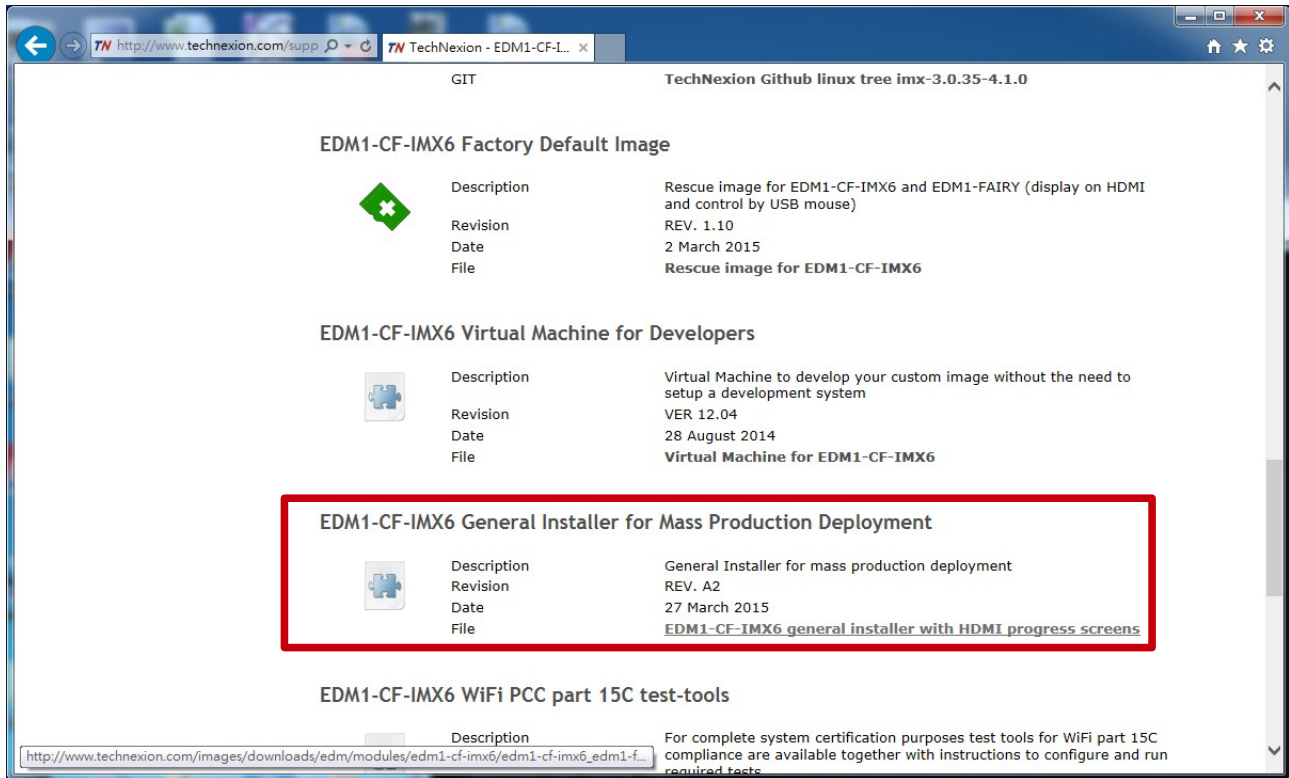 http://www.technexion.com/supp
TN TechNexion - EDM1-CF-I...
GIT TechNexion Github linux tree imx-3.0.35-4.1.0
EDM1-CF-IMX6 Factory Default Image
Description Rescue image for EDM1-CF-IMX6 and EDM1-FAIRY (display on HDMI
and control by USB mouse)
Revision REV. 1.10
Date 2 March 2015
File Rescue image for EDM1-CF-IMX6
EDM1-CF-IMX6 Virtual Machine for Developers
Description Virtual Machine to develop your custom image without the need to
setup a development system
Revision VER 12.04
Date 28 August 2014
File Virtual Machine for EDM1-CF-IMX6
EDM1-CF-IMX6 General Installer for Mass Production Deployment
Description General Installer for mass production deployment
Revision REV. A2
Date 27 March 2015
File EDM1-CF-IMX6 general installer with HDMI progress screens
EDM1-CF-IMX6 WiFi PCC part 15C test-tools
Description For complete system certification purposes test tools for WiFi part 15C
compliance are available together with instructions to configure and run
required tests
http://www.technexion.com/images/downloads/edm/modules/edm1-cf-imx6/edm1-cf-imx6_edm1-f...